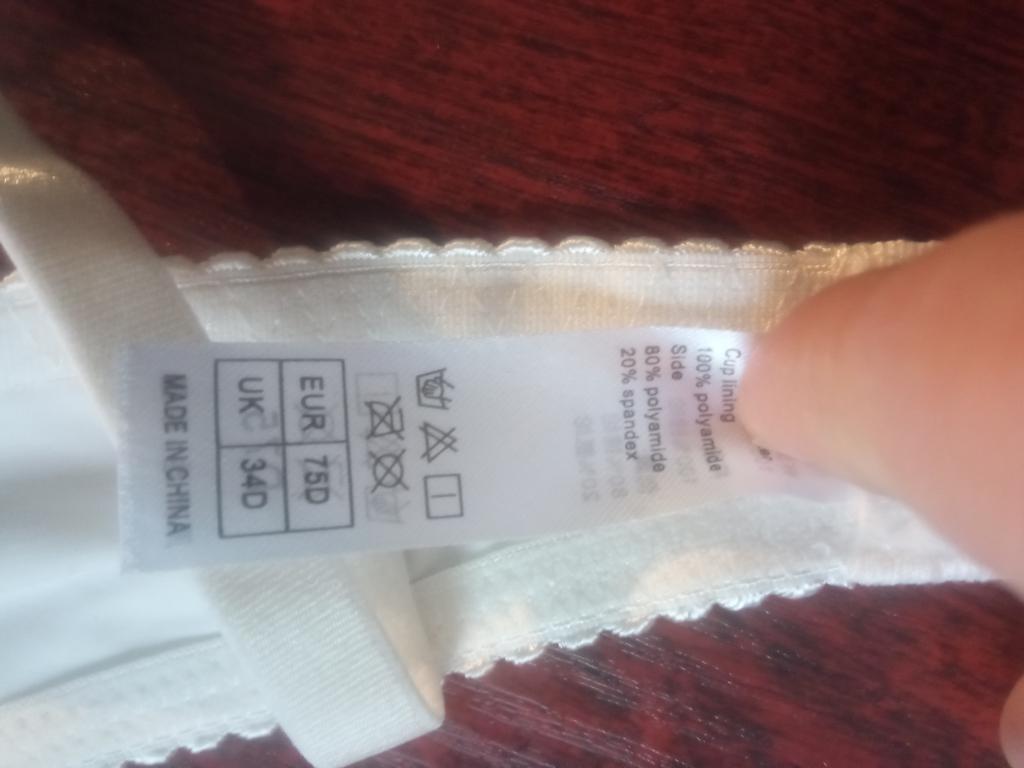 Cup lining
100% polyamide
Side
80% polyamide
20% spandex
EUR 75D
UK 34D
MADE IN CHINA